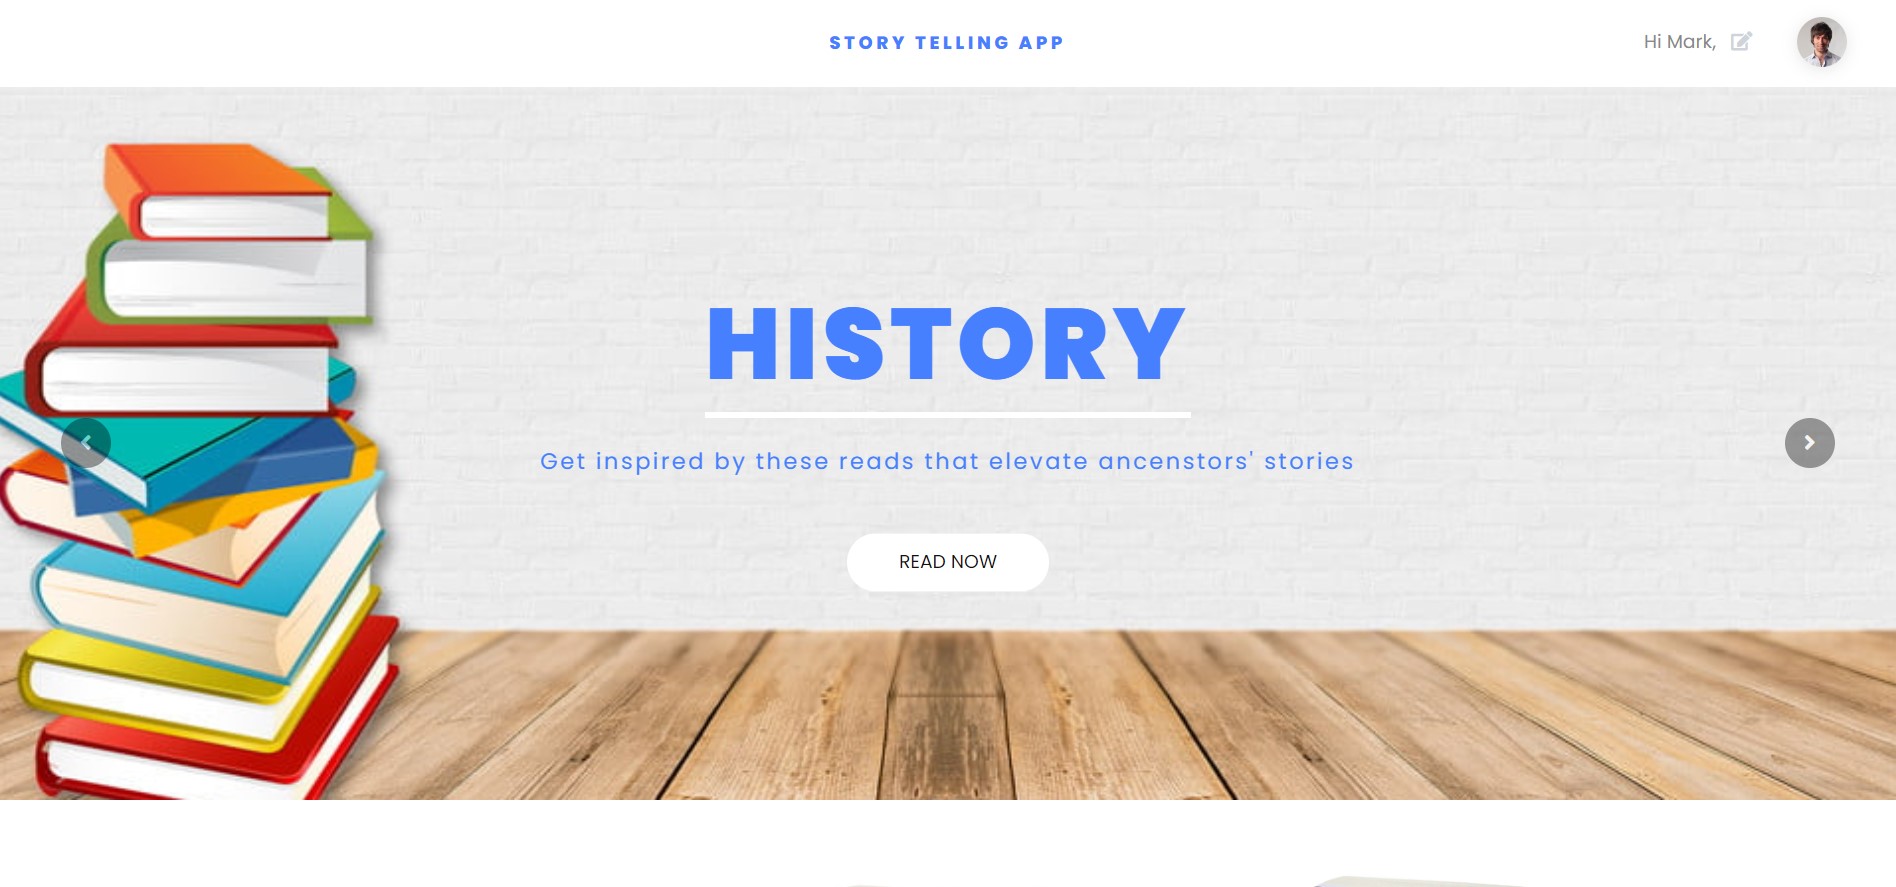 STORY TELLING APP
Hi Mark,
HISTORY
Get inspired by these reads that elevate ancenstors' stories
READ NOW